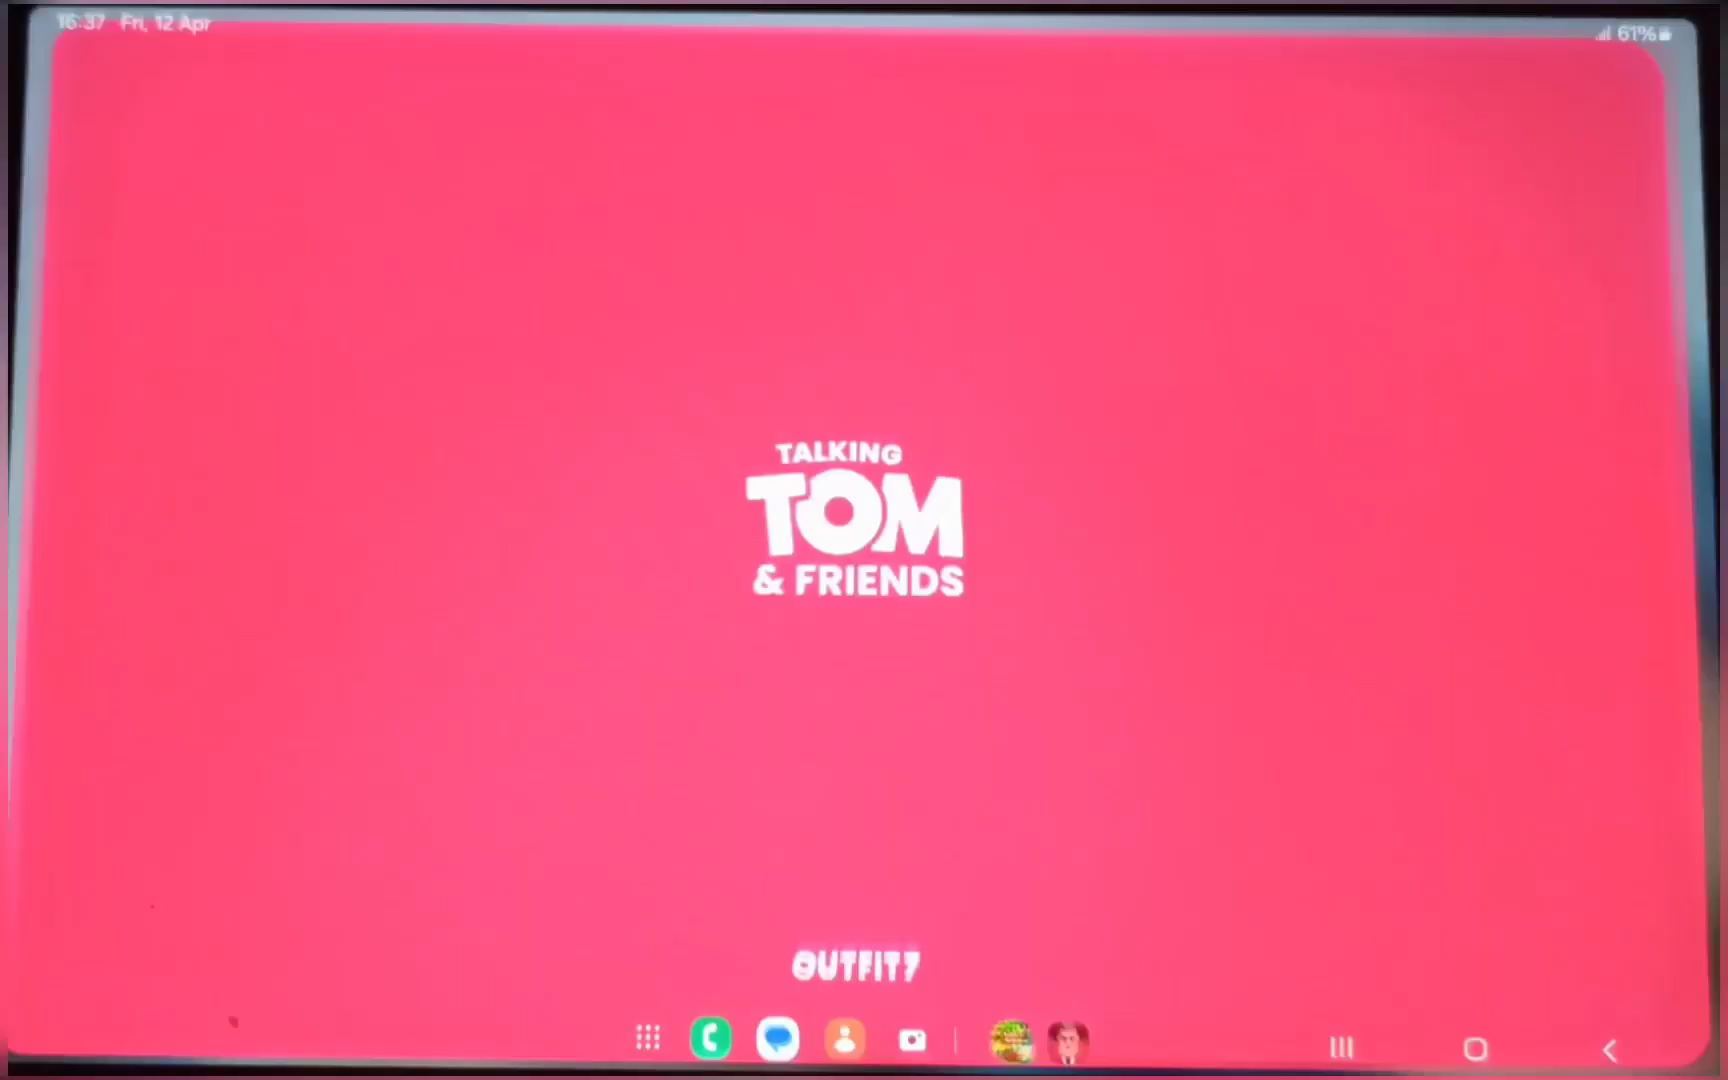 16:37 Fri, 12 Apr
61%
TALKING
TOM
& FRIENDS
OUTFIT7